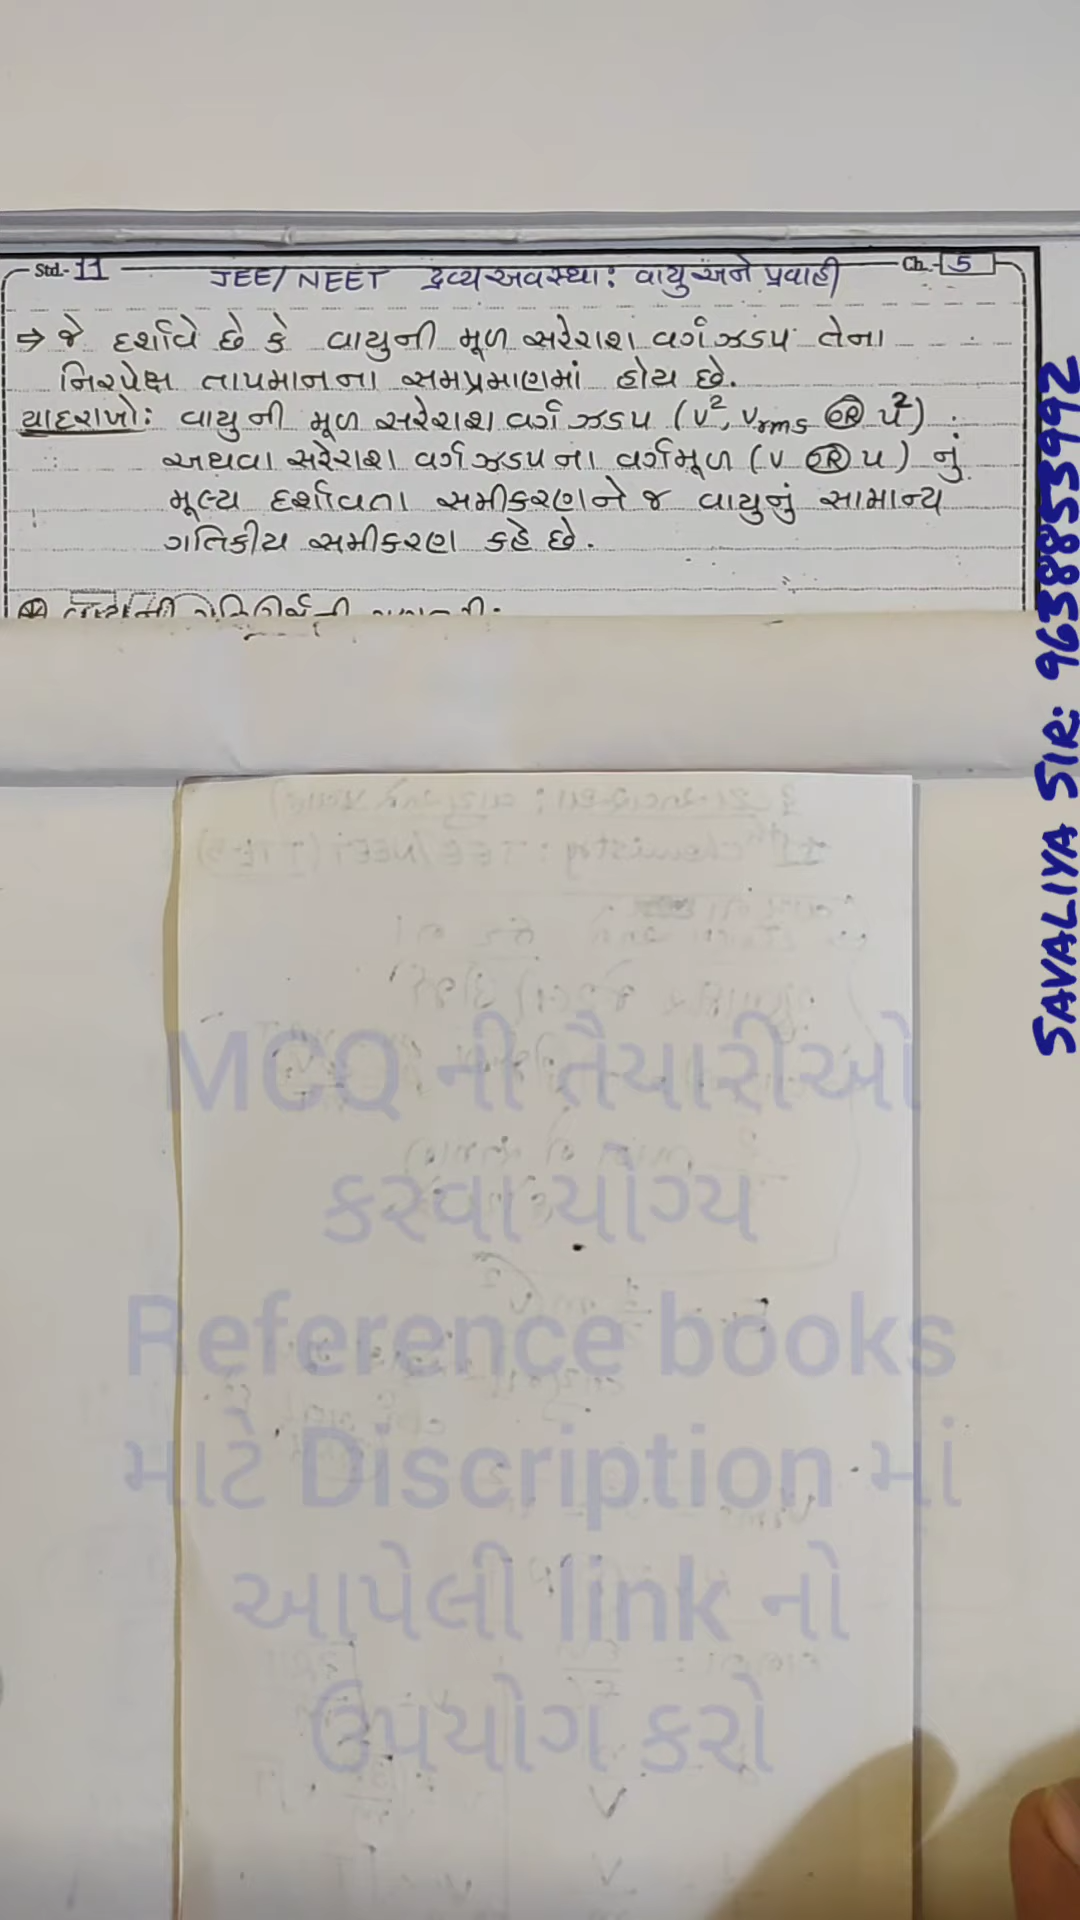 Std.- 11 JEE/NEET દ્રવ્ય અવસ્થા: વાયુ અને પ્રવાહી Ch.- 5
⇒ જે દર્શાવે છે કે વાયુની મૂળ સરેરાશ વર્ગ ઝડપ તેના
નિરપેક્ષ તાપમાનના સમપ્રમાણમાં હોય છે.
યાદરાખો: વાયુની મૂળ સરેરાશ વર્ગ ઝડપ (v², vrms OR u²)
અથવા સરેરાશ વર્ગ ઝડપના વર્ગમૂળ (v OR u) નું
મૂલ્ય દર્શાવતા સમીકરણને જ વાયુનું સામાન્ય
ગતિકીય સમીકરણ કહે છે.
SAVALIYA SIR: 9638853992
MCQ ની તૈયારીઓ
કરવા યોગ્ય
Reference books
માટે Discription માં
આપેલી link નો
ઉપયોગ કરો